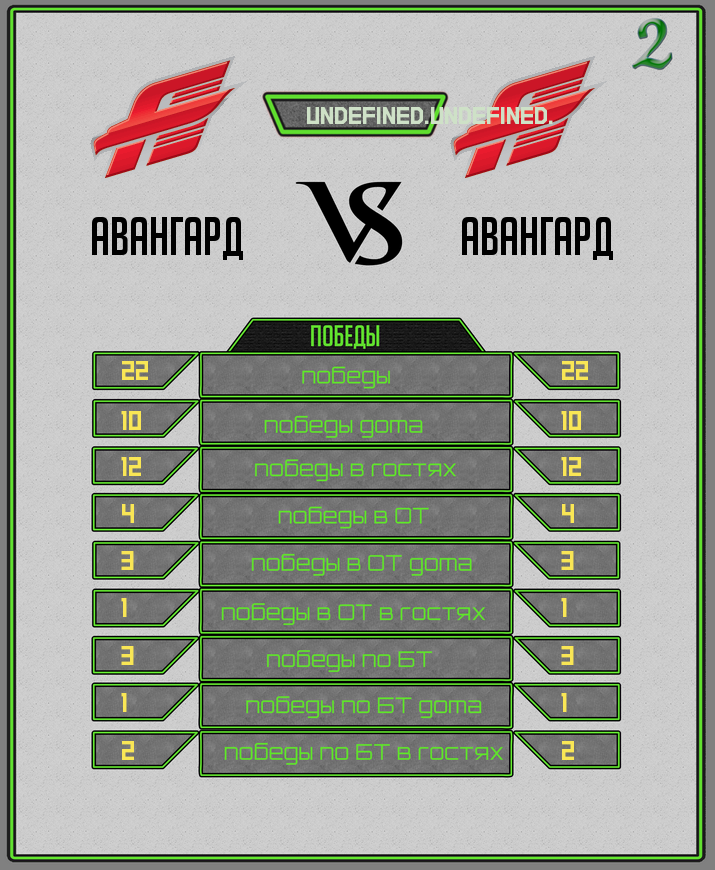 2
UNDEFINED.UNDEFINED.
АВАНГАРД VS АВАНГАРД
ПОБЕДЫ
22 победы 22
10 победы дома 10
12 победы в гостях 12
4 победы в ОТ 4
3 победы в ОТ дома 3
1 победы в ОТ в гостях 1
3 победы по БТ 3
1 победы по БТ дома 1
2 победы по БТ в гостях 2